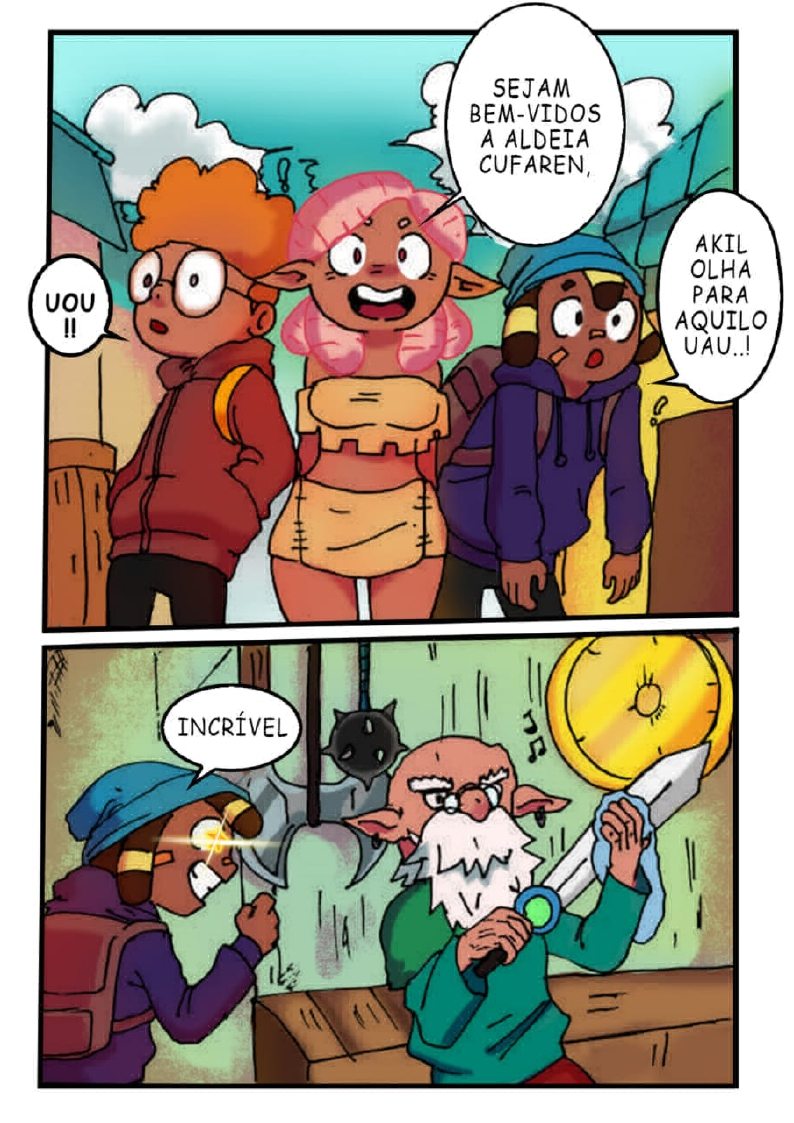 SEJAM
BEM-VIDOS
A ALDEIA
CUFAREN,
UOU
!!
AKIL
OLHA
PARA
AQUILO
UAU..!
INCRÍVEL